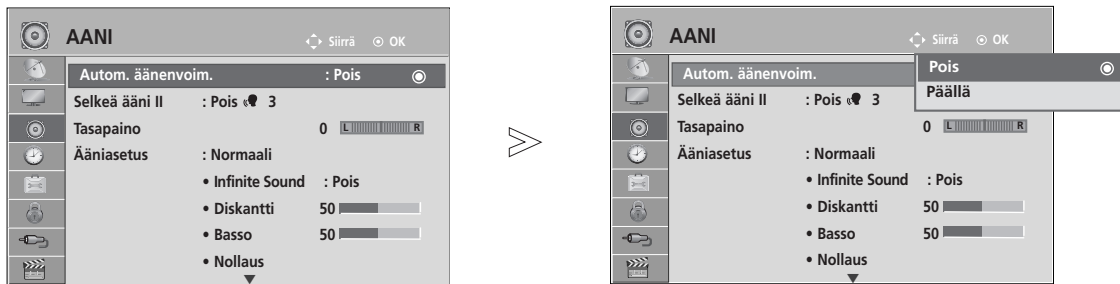 AANI
Siirrä OK
Autom. äänenvoim. : Pois
Selkeä ääni II : Pois 3
Tasapaino 0 L R
Ääniasetus : Normaali
• Infinite Sound : Pois
• Diskantti 50
• Basso 50
• Nollaus
AANI
Siirrä OK
Autom. äänenvoim.
Pois
Päällä
Selkeä ääni II : Pois 3
Tasapaino 0 L R
Ääniasetus : Normaali
• Infinite Sound : Pois
• Diskantti 50
• Basso 50
• Nollaus